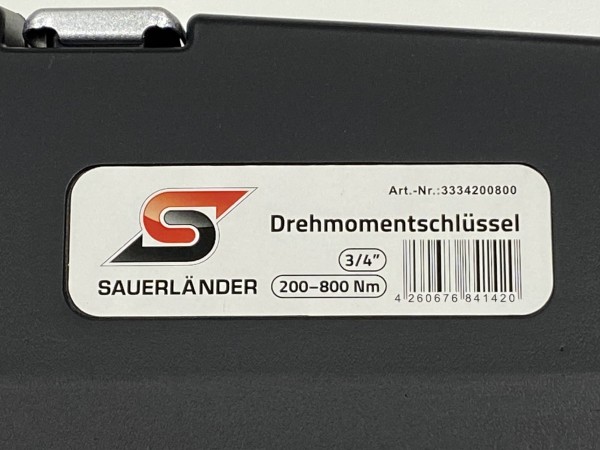 Art.-Nr.:3334200800
Drehmomentschlüssel
3/4"
200–800 Nm
4 260676 841420
S
SAUERLÄNDER